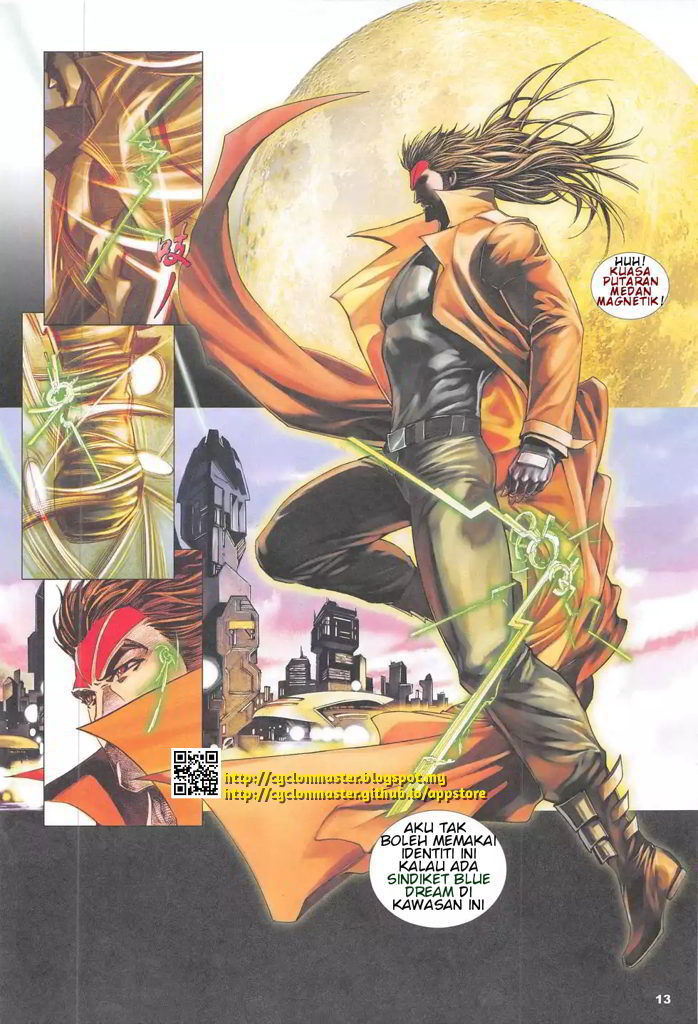 HUH!
KUASA
PUTARAN
MEDAN
MAGNETIK!
http://cyclonmaster.blogspot.my
http://cyclonmaster.github.io/appstore
AKU TAK
BOLEH MEMAKAI
IDENTITI INI
KALAU ADA
SINDIKET BLUE
DREAM DI
KAWASAN INI
13